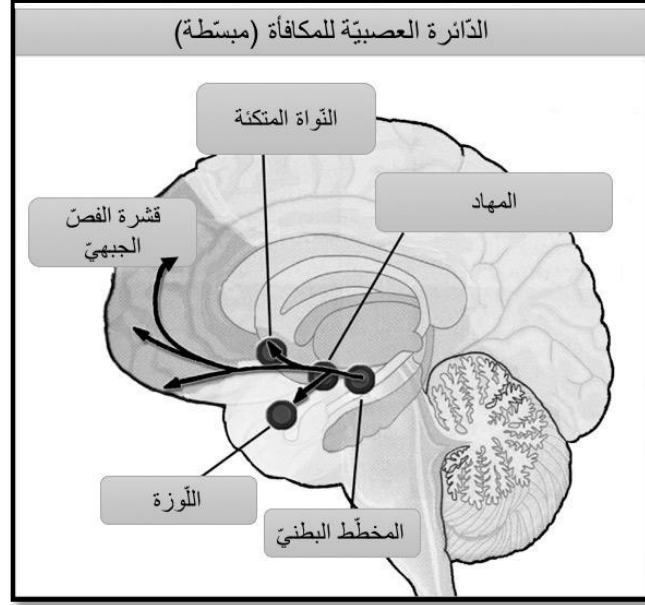 الدّائرة العصبيّة للمكافأة (مبسّطة)
النّواة المتكئة
المهاد
قشرة الفصّ
الجبهيّ
اللّوزة
المخطّط البطنيّ